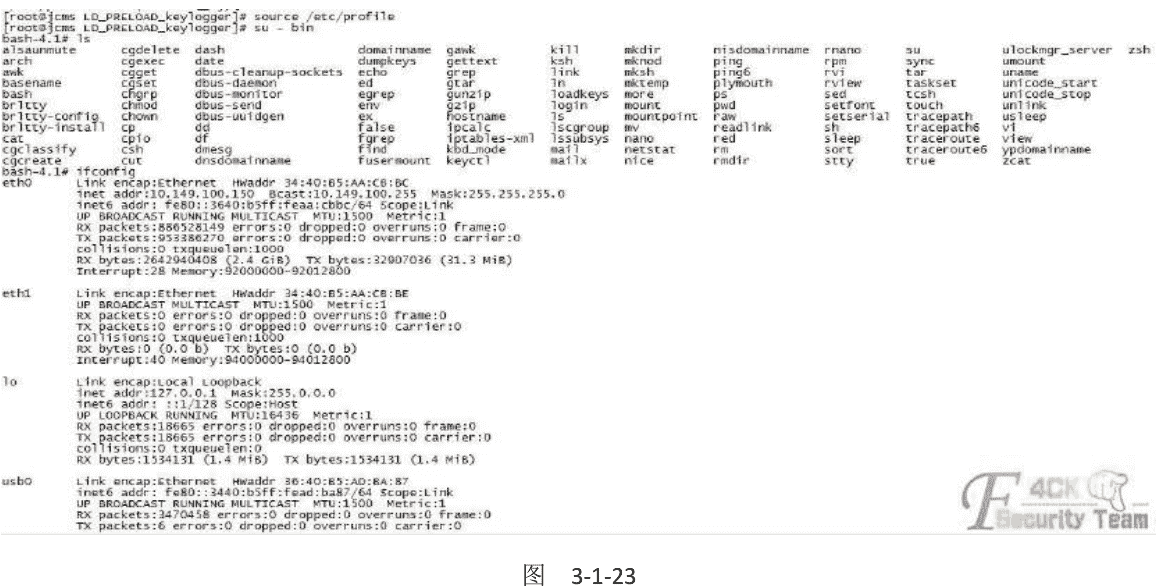 [root@jcms LD_PRELOAD_keylogger]# source /etc/profile
[root@jcms LD_PRELOAD_keylogger]# su - bin
bash-4.1# ls
alsaunmute cgdelete dash domainname gawk kill mkdir nisdomainname rnano su ulockmgr_server zsh
arch cgexec date dumpkeys gettext ksh mknod ping rpm sync umount
awk cgget dbus-cleanup-sockets echo grep link mksh ping6 rvi tar uname
basename cgset dbus-daemon ed gtar ln mktemp plymouth rview taskset unicode_start
bash chgrp dbus-monitor egrep gunzip loadkeys more ps sed tcsh unicode_stop
brltty chmod dbus-send env gzip login mount pwd setfont touch unlink
brltty-config chown dbus-uuidgen ex hostname ls mountpoint raw setserial tracepath usleep
brltty-install cp dd false ipcalc lscgroup mv readlink sh tracepath6 vi
cat cpio df fgrep iptables-xml lssubsys nano red sleep traceroute view
cgclassify csh dmesg find kbd_mode mail netstat rm sort traceroute6 ypdomainname
cgcreate cut dnsdomainname fusermount keyctl mailx nice rmdir stty true zcat
bash-4.1# ifconfig
eth0 Link encap:Ethernet HWaddr 34:40:B5:AA:CB:BC
inet addr:10.149.100.150 Bcast:10.149.100.255 Mask:255.255.255.0
inet6 addr: fe80::3640:b5ff:feaa:cbbc/64 Scope:Link
UP BROADCAST RUNNING MULTICAST MTU:1500 Metric:1
RX packets:886528149 errors:0 dropped:0 overruns:0 frame:0
TX packets:953386270 errors:0 dropped:0 overruns:0 carrier:0
collisions:0 txqueuelen:1000
RX bytes:2642940408 (2.4 GiB) TX bytes:32907036 (31.3 MiB)
Interrupt:28 Memory:92000000-92012800
eth1 Link encap:Ethernet HWaddr 34:40:B5:AA:CB:BE
UP BROADCAST MULTICAST MTU:1500 Metric:1
RX packets:0 errors:0 dropped:0 overruns:0 frame:0
TX packets:0 errors:0 dropped:0 overruns:0 carrier:0
collisions:0 txqueuelen:1000
RX bytes:0 (0.0 b) TX bytes:0 (0.0 b)
Interrupt:40 Memory:94000000-94012800
lo Link encap:Local Loopback
inet addr:127.0.0.1 Mask:255.0.0.0
inet6 addr: ::1/128 Scope:Host
UP LOOPBACK RUNNING MTU:16436 Metric:1
RX packets:18665 errors:0 dropped:0 overruns:0 frame:0
TX packets:18665 errors:0 dropped:0 overruns:0 carrier:0
collisions:0 txqueuelen:0
RX bytes:1534131 (1.4 MiB) TX bytes:1534131 (1.4 MiB)
usb0 Link encap:Ethernet HWaddr 36:40:B5:AD:BA:87
inet6 addr: fe80::3440:b5ff:fead:ba87/64 Scope:Link
UP BROADCAST RUNNING MULTICAST MTU:1500 Metric:1
RX packets:3470458 errors:0 dropped:0 overruns:0 frame:0
TX packets:6 errors:0 dropped:0 overruns:0 carrier:0
F4CK
Security Team
图 3-1-23